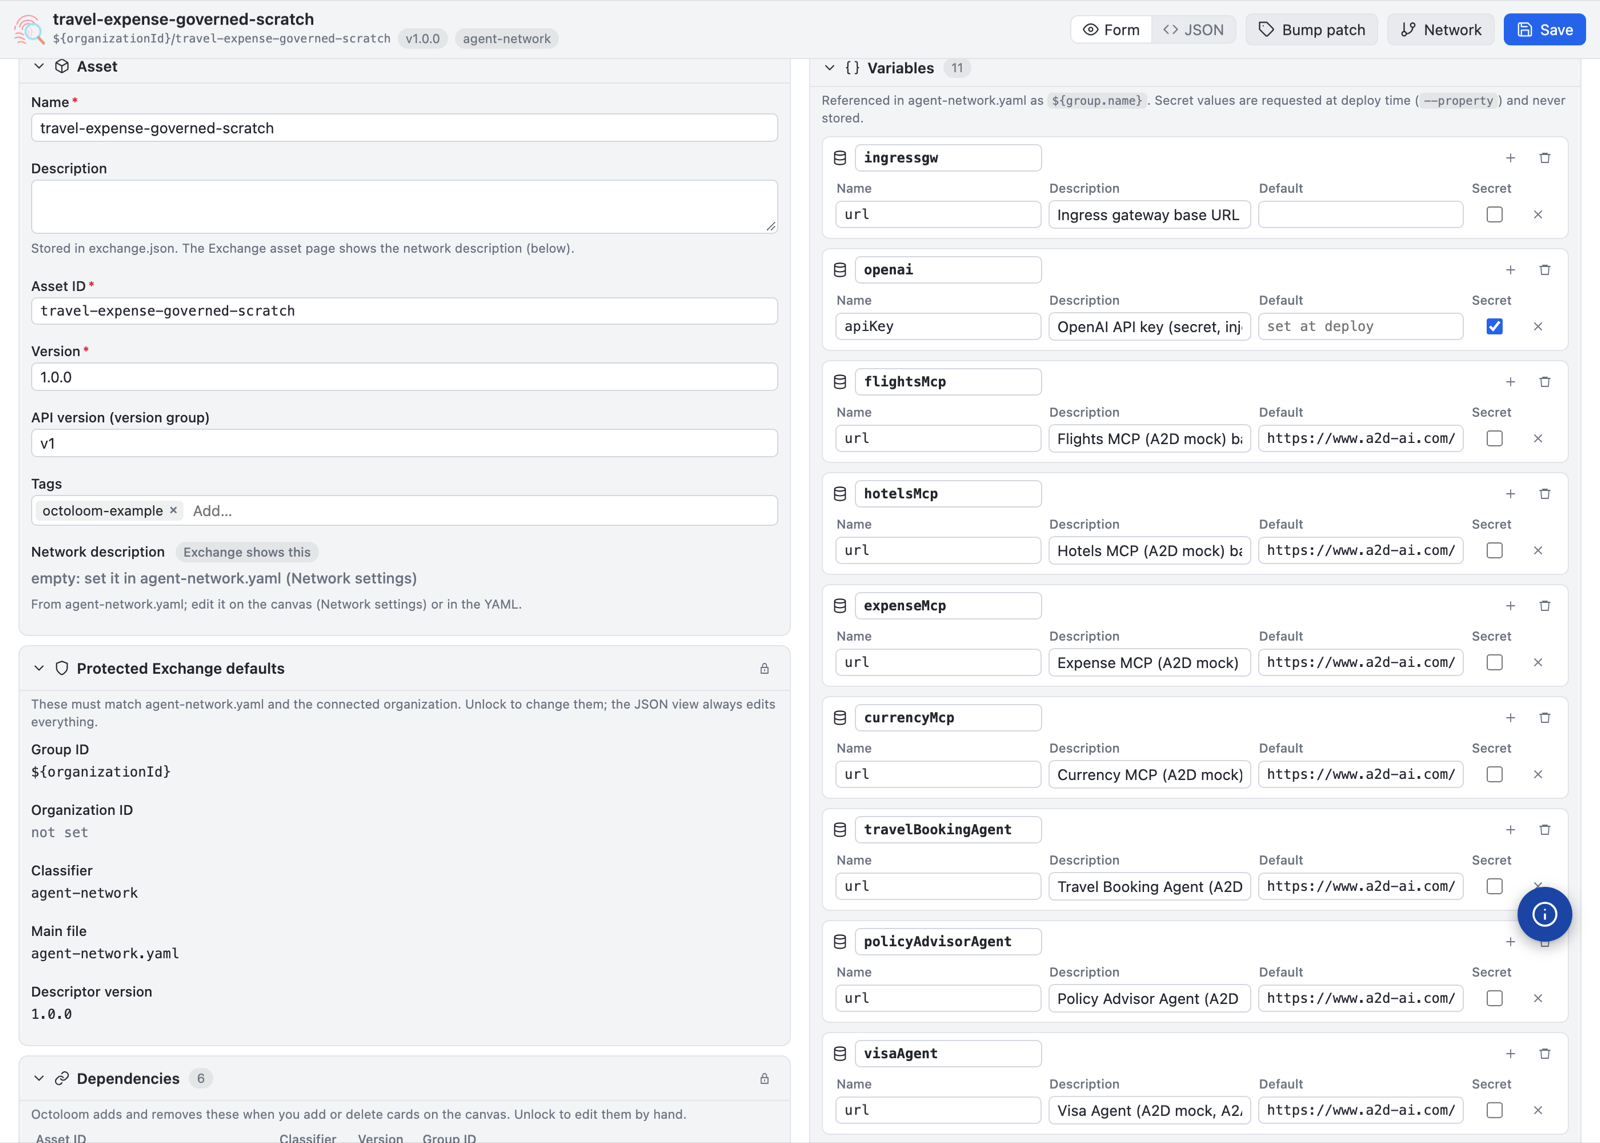 travel-expense-governed-scratch
${organizationId}/travel-expense-governed-scratch v1.0.0 agent-network
Form JSON Bump patch Network Save
Asset
Name*
travel-expense-governed-scratch
Description
Stored in exchange.json. The Exchange asset page shows the network description (below).
Asset ID*
travel-expense-governed-scratch
Version*
1.0.0
API version (version group)
v1
Tags
octoloom-example × Add...
Network description Exchange shows this
empty: set it in agent-network.yaml (Network settings)
From agent-network.yaml; edit it on the canvas (Network settings) or in the YAML.
Protected Exchange defaults
These must match agent-network.yaml and the connected organization. Unlock to change them; the JSON view always edits
everything.
Group ID
${organizationId}
Organization ID
not set
Classifier
agent-network
Main file
agent-network.yaml
Descriptor version
1.0.0
Dependencies 6
Octoloom adds and removes these when you add or delete cards on the canvas. Unlock to edit them by hand.
Asset ID Classifier Version Group ID
{} Variables 11
Referenced in agent-network.yaml as ${group.name}. Secret values are requested at deploy time (--property) and never
stored.
ingressgw
Name Description Default Secret
url Ingress gateway base URL
openai
Name Description Default Secret
apiKey OpenAI API key (secret, inj set at deploy
flightsMcp
Name Description Default Secret
url Flights MCP (A2D mock) ba https://www.a2d-ai.com/
hotelsMcp
Name Description Default Secret
url Hotels MCP (A2D mock) ba https://www.a2d-ai.com/
expenseMcp
Name Description Default Secret
url Expense MCP (A2D mock) https://www.a2d-ai.com/
currencyMcp
Name Description Default Secret
url Currency MCP (A2D mock) https://www.a2d-ai.com/
travelBookingAgent
Name Description Default Secret
url Travel Booking Agent (A2D https://www.a2d-ai.com/
policyAdvisorAgent
Name Description Default Secret
url Policy Advisor Agent (A2D https://www.a2d-ai.com/
visaAgent
Name Description Default Secret
url Visa Agent (A2D mock, A2A https://www.a2d-ai.com/